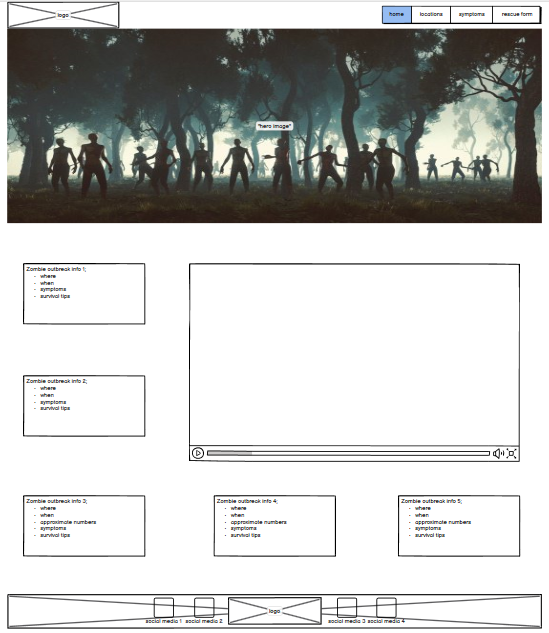 logo
home
locations
symptoms
rescue form
"hero image"
Zombie outbreak info 1;
- where
- when
- symptoms
- survival tips
Zombie outbreak info 2;
- where
- when
- symptoms
- survival tips
Zombie outbreak info 3;
- where
- when
- approximate numbers
- symptoms
- survival tips
Zombie outbreak info 4;
- where
- when
- approximate numbers
- symptoms
- survival tips
Zombie outbreak info 5;
- where
- when
- approximate numbers
- symptoms
- survival tips
logo
social media 1
social media 2
social media 3
social media 4